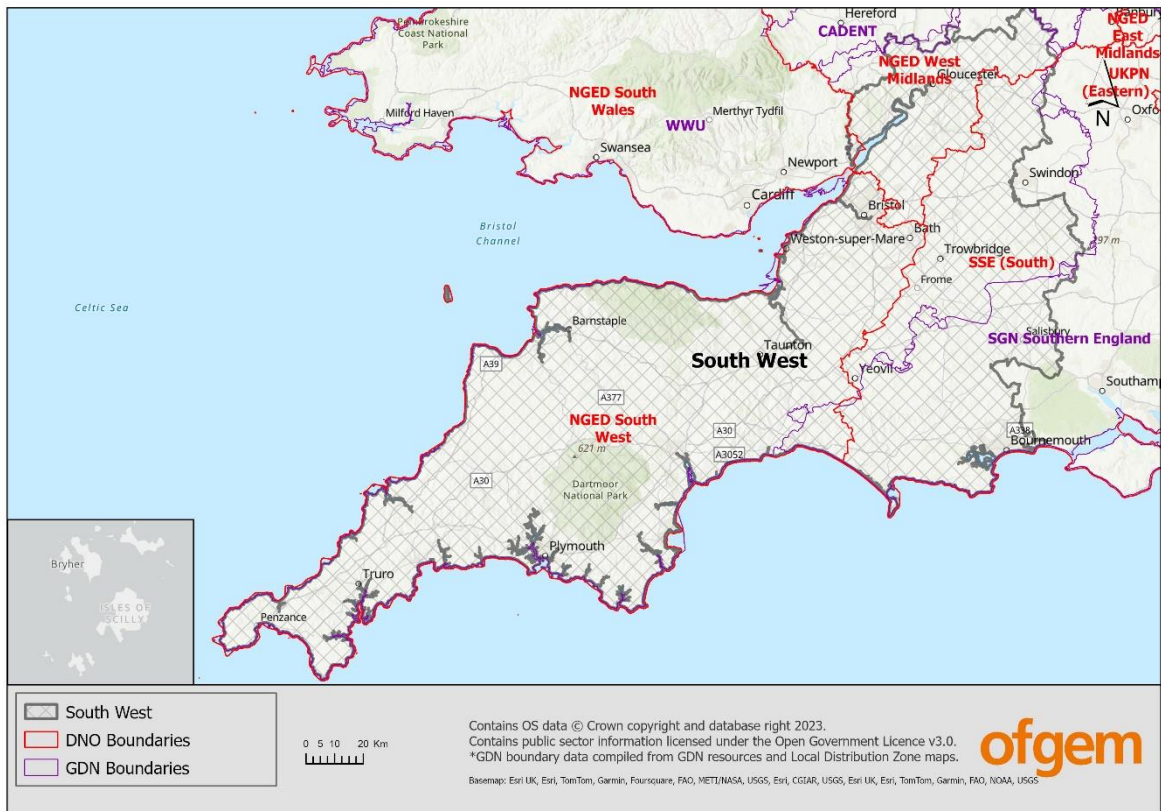 Pembrokeshire
Coast National
Park
Hereford
CADENT
Banbury
NGED
East
Midlands
NGED West
Midlands
Gloucester
UKPN
(Eastern)
N
NGED South
Wales
Milford Haven
WWU
Merthyr Tydfil
Swansea
Newport
Cardiff
Swindon
Bristol
Bristol
Channel
Weston-super-Mare
Bath
Trowbridge
297 m
SSE (South)
Frome
Celtic Sea
Barnstaple
Salisbury
SGN Southern England
Taunton
South West
A39
Yeovil
A377
NGED South
West
A30
A338
Bournemouth
621 m
A3052
A30
Dartmoor
National Park
Plymouth
Bryher
Truro
ISLES OF
SCILLY
Penzance
South West
DNO Boundaries
GDN Boundaries
0 5 10 20 Km
Contains OS data © Crown copyright and database right 2023.
Contains public sector information licensed under the Open Government Licence v3.0.
*GDN boundary data compiled from GDN resources and Local Distribution Zone maps.
Basemap: Esri UK, Esri, TomTom, Garmin, Foursquare, FAO, METI/NASA, USGS, Esri, CGIAR, USGS, Esri UK, Esri, TomTom, Garmin, FAO, NOAA, USGS
ofgem